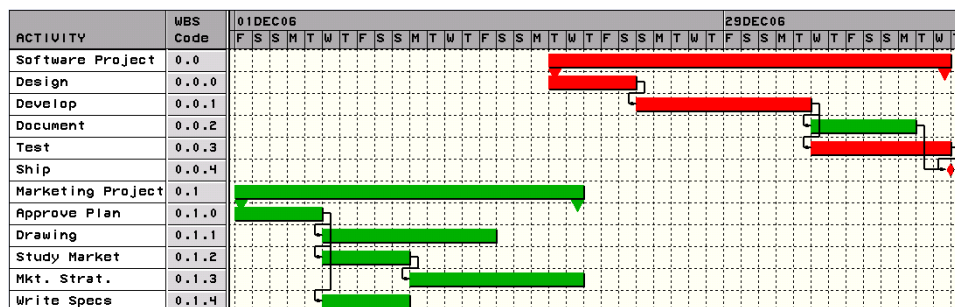 WBS 01DEC06 29DEC06
ACTIVITY Code F S S M T W T F S S M T W T F S S M T W T F S S M T W T F S S M T W T F S S M T W T
Software Project 0.0
Design 0.0.0
Develop 0.0.1
Document 0.0.2
Test 0.0.3
Ship 0.0.4
Marketing Project 0.1
Approve Plan 0.1.0
Drawing 0.1.1
Study Market 0.1.2
Mkt. Strat. 0.1.3
Write Specs 0.1.4